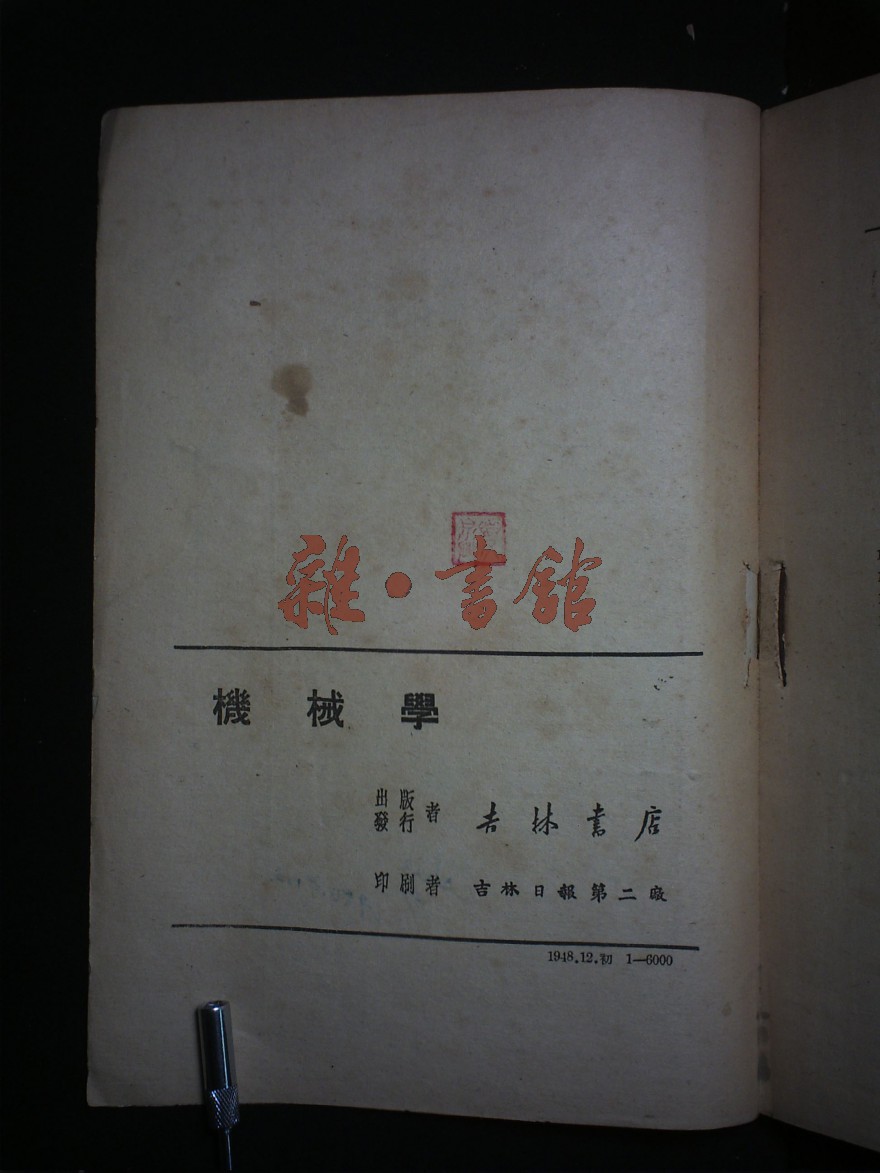 雜·書館
機械學
出版
發行者 吉林書店
印刷者 吉林日報第二廠
1948.12.初 1—6000